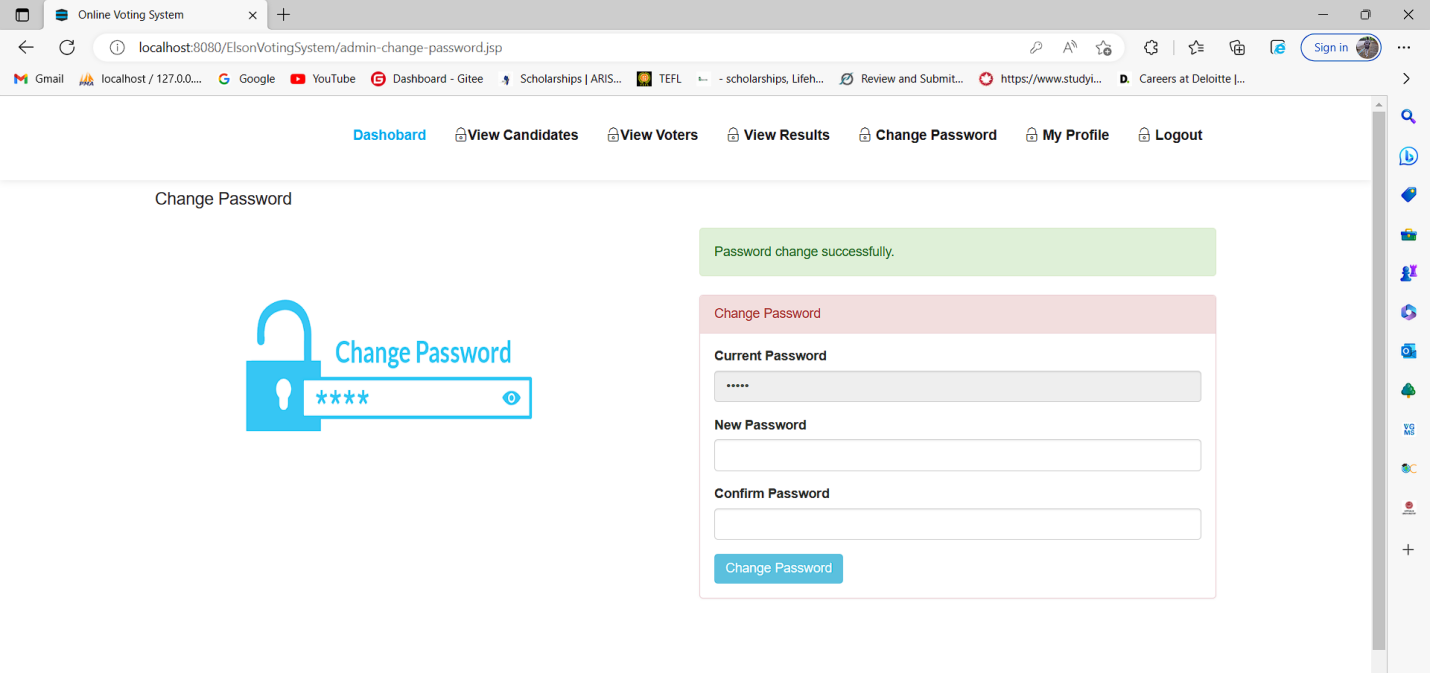 Online Voting System
localhost:8080/ElsonVotingSystem/admin-change-password.jsp
Sign in
Gmail
localhost / 127.0.0....
Google
YouTube
Dashboard - Gitee
Scholarships | ARIS...
TEFL
- scholarships, Lifeh...
Review and Submit...
https://www.studyi...
D. Careers at Deloitte |...
Dashobard
View Candidates
View Voters
View Results
Change Password
My Profile
Logout
Change Password
Password change successfully.
Change Password
****
Change Password
Current Password
•••••
New Password
Confirm Password
Change Password